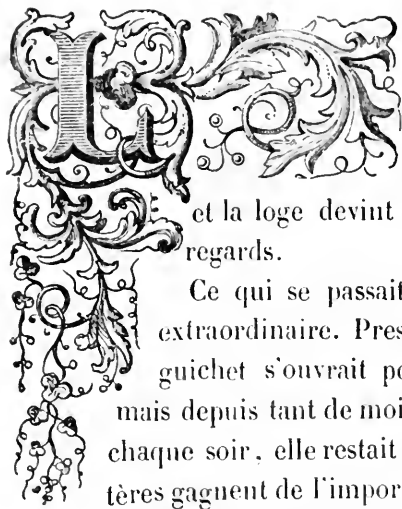 L
et la loge devint
regards.
Ce qui se passait
extraordinaire. Pres
guichet s'ouvrait po
mais depuis tant de moi
chaque soir, elle restait
tères gagnent de l'impor